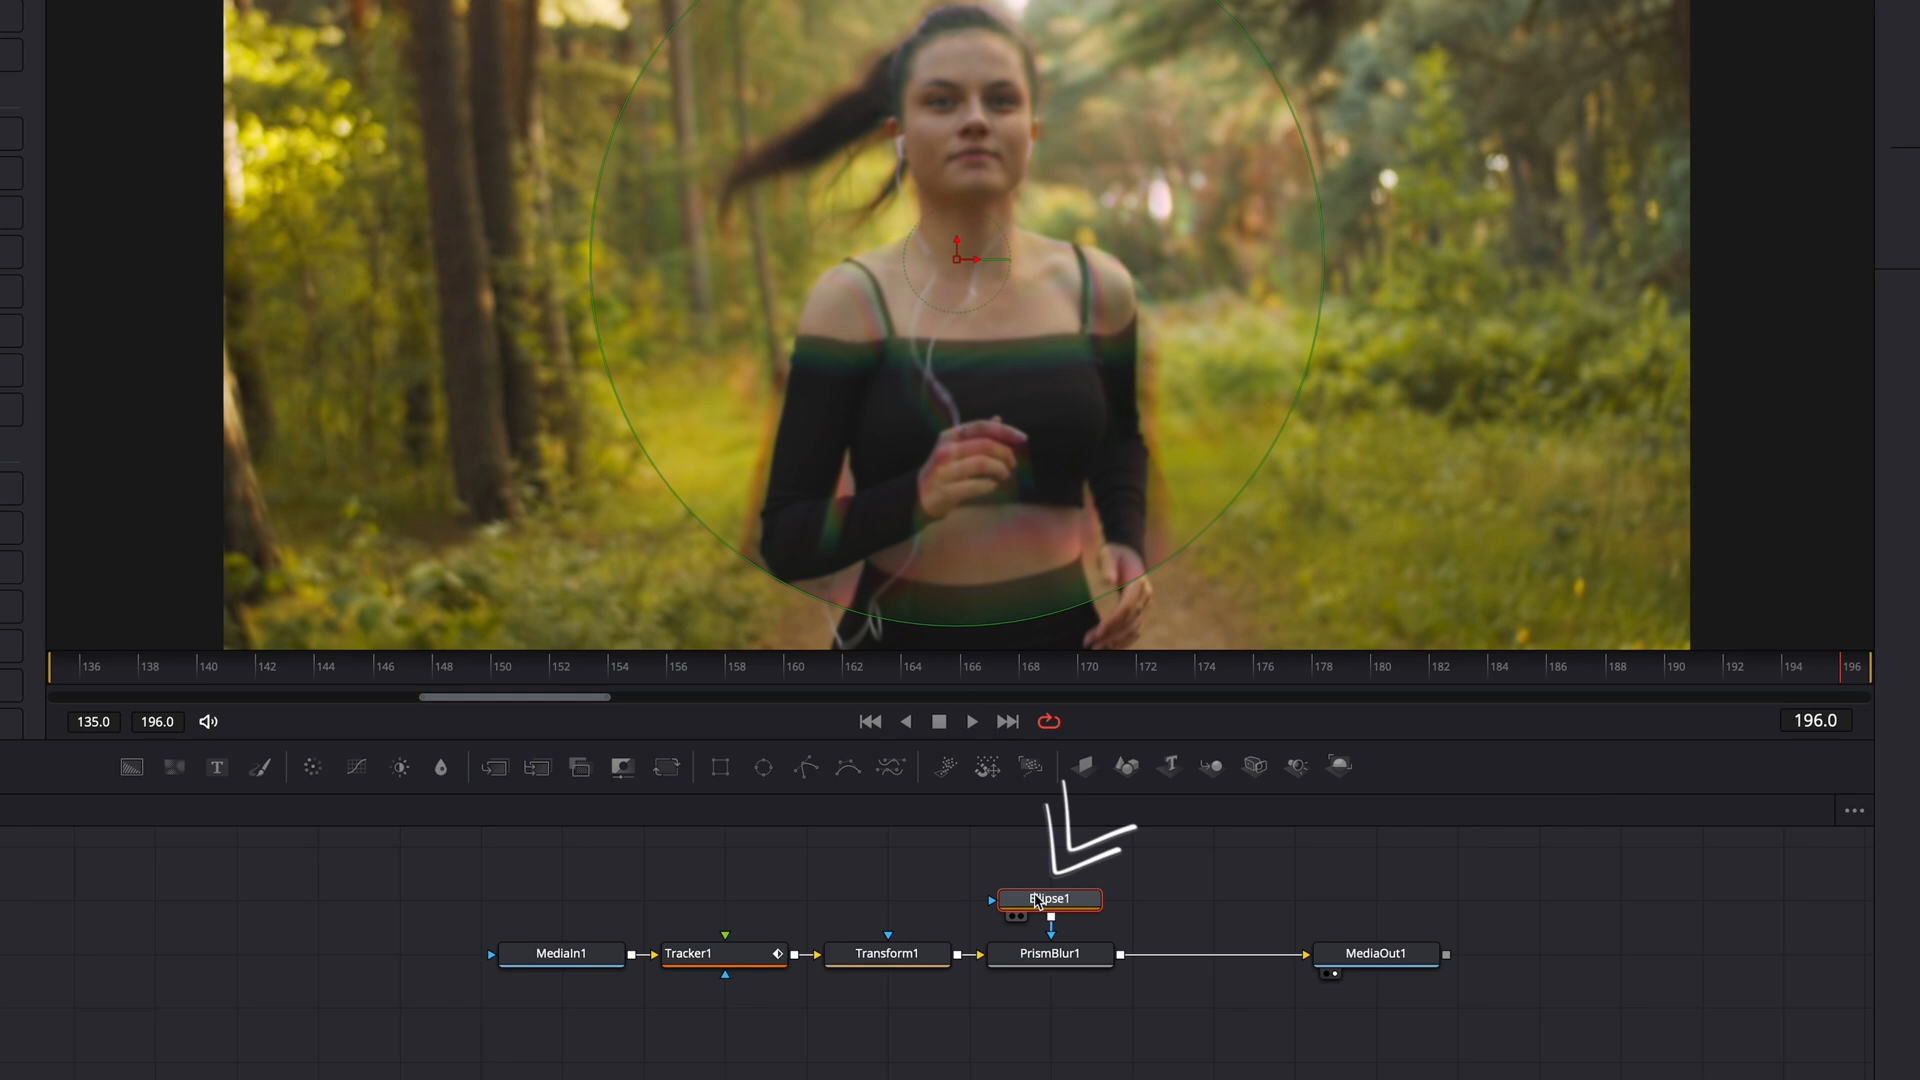 136 138 140 142 144 146 148 150 152 154 156 158 160 162 164 166 168 170 172 174 176 178 180 182 184 186 188 190 192 194 196
135.0 196.0 196.0
T T
Ellipse1
MediaIn1 Tracker1 Transform1 PrismBlur1 MediaOut1